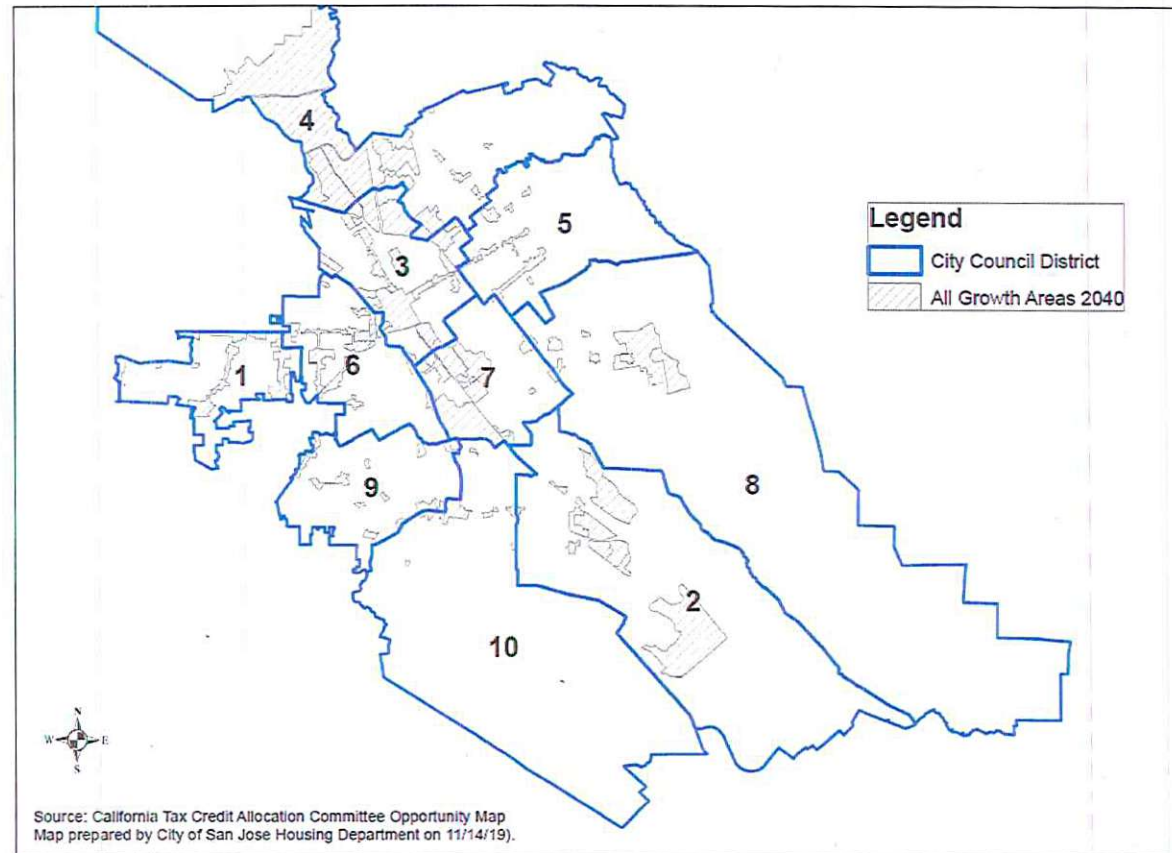 4
5
3
Legend
City Council District
All Growth Areas 2040
1
6
7
9
8
2
10
N
W
E
S
Source: California Tax Credit Allocation Committee Opportunity Map
Map prepared by City of San Jose Housing Department on 11/14/19).